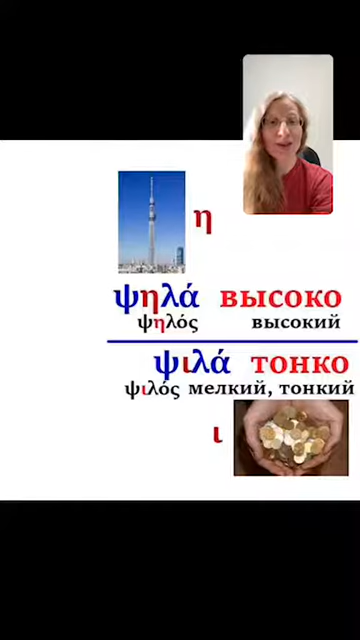 η
ψηλά высоко
ψηλός высокий
ψιλά тонко
ψιλός мелкий, тонкий
ι